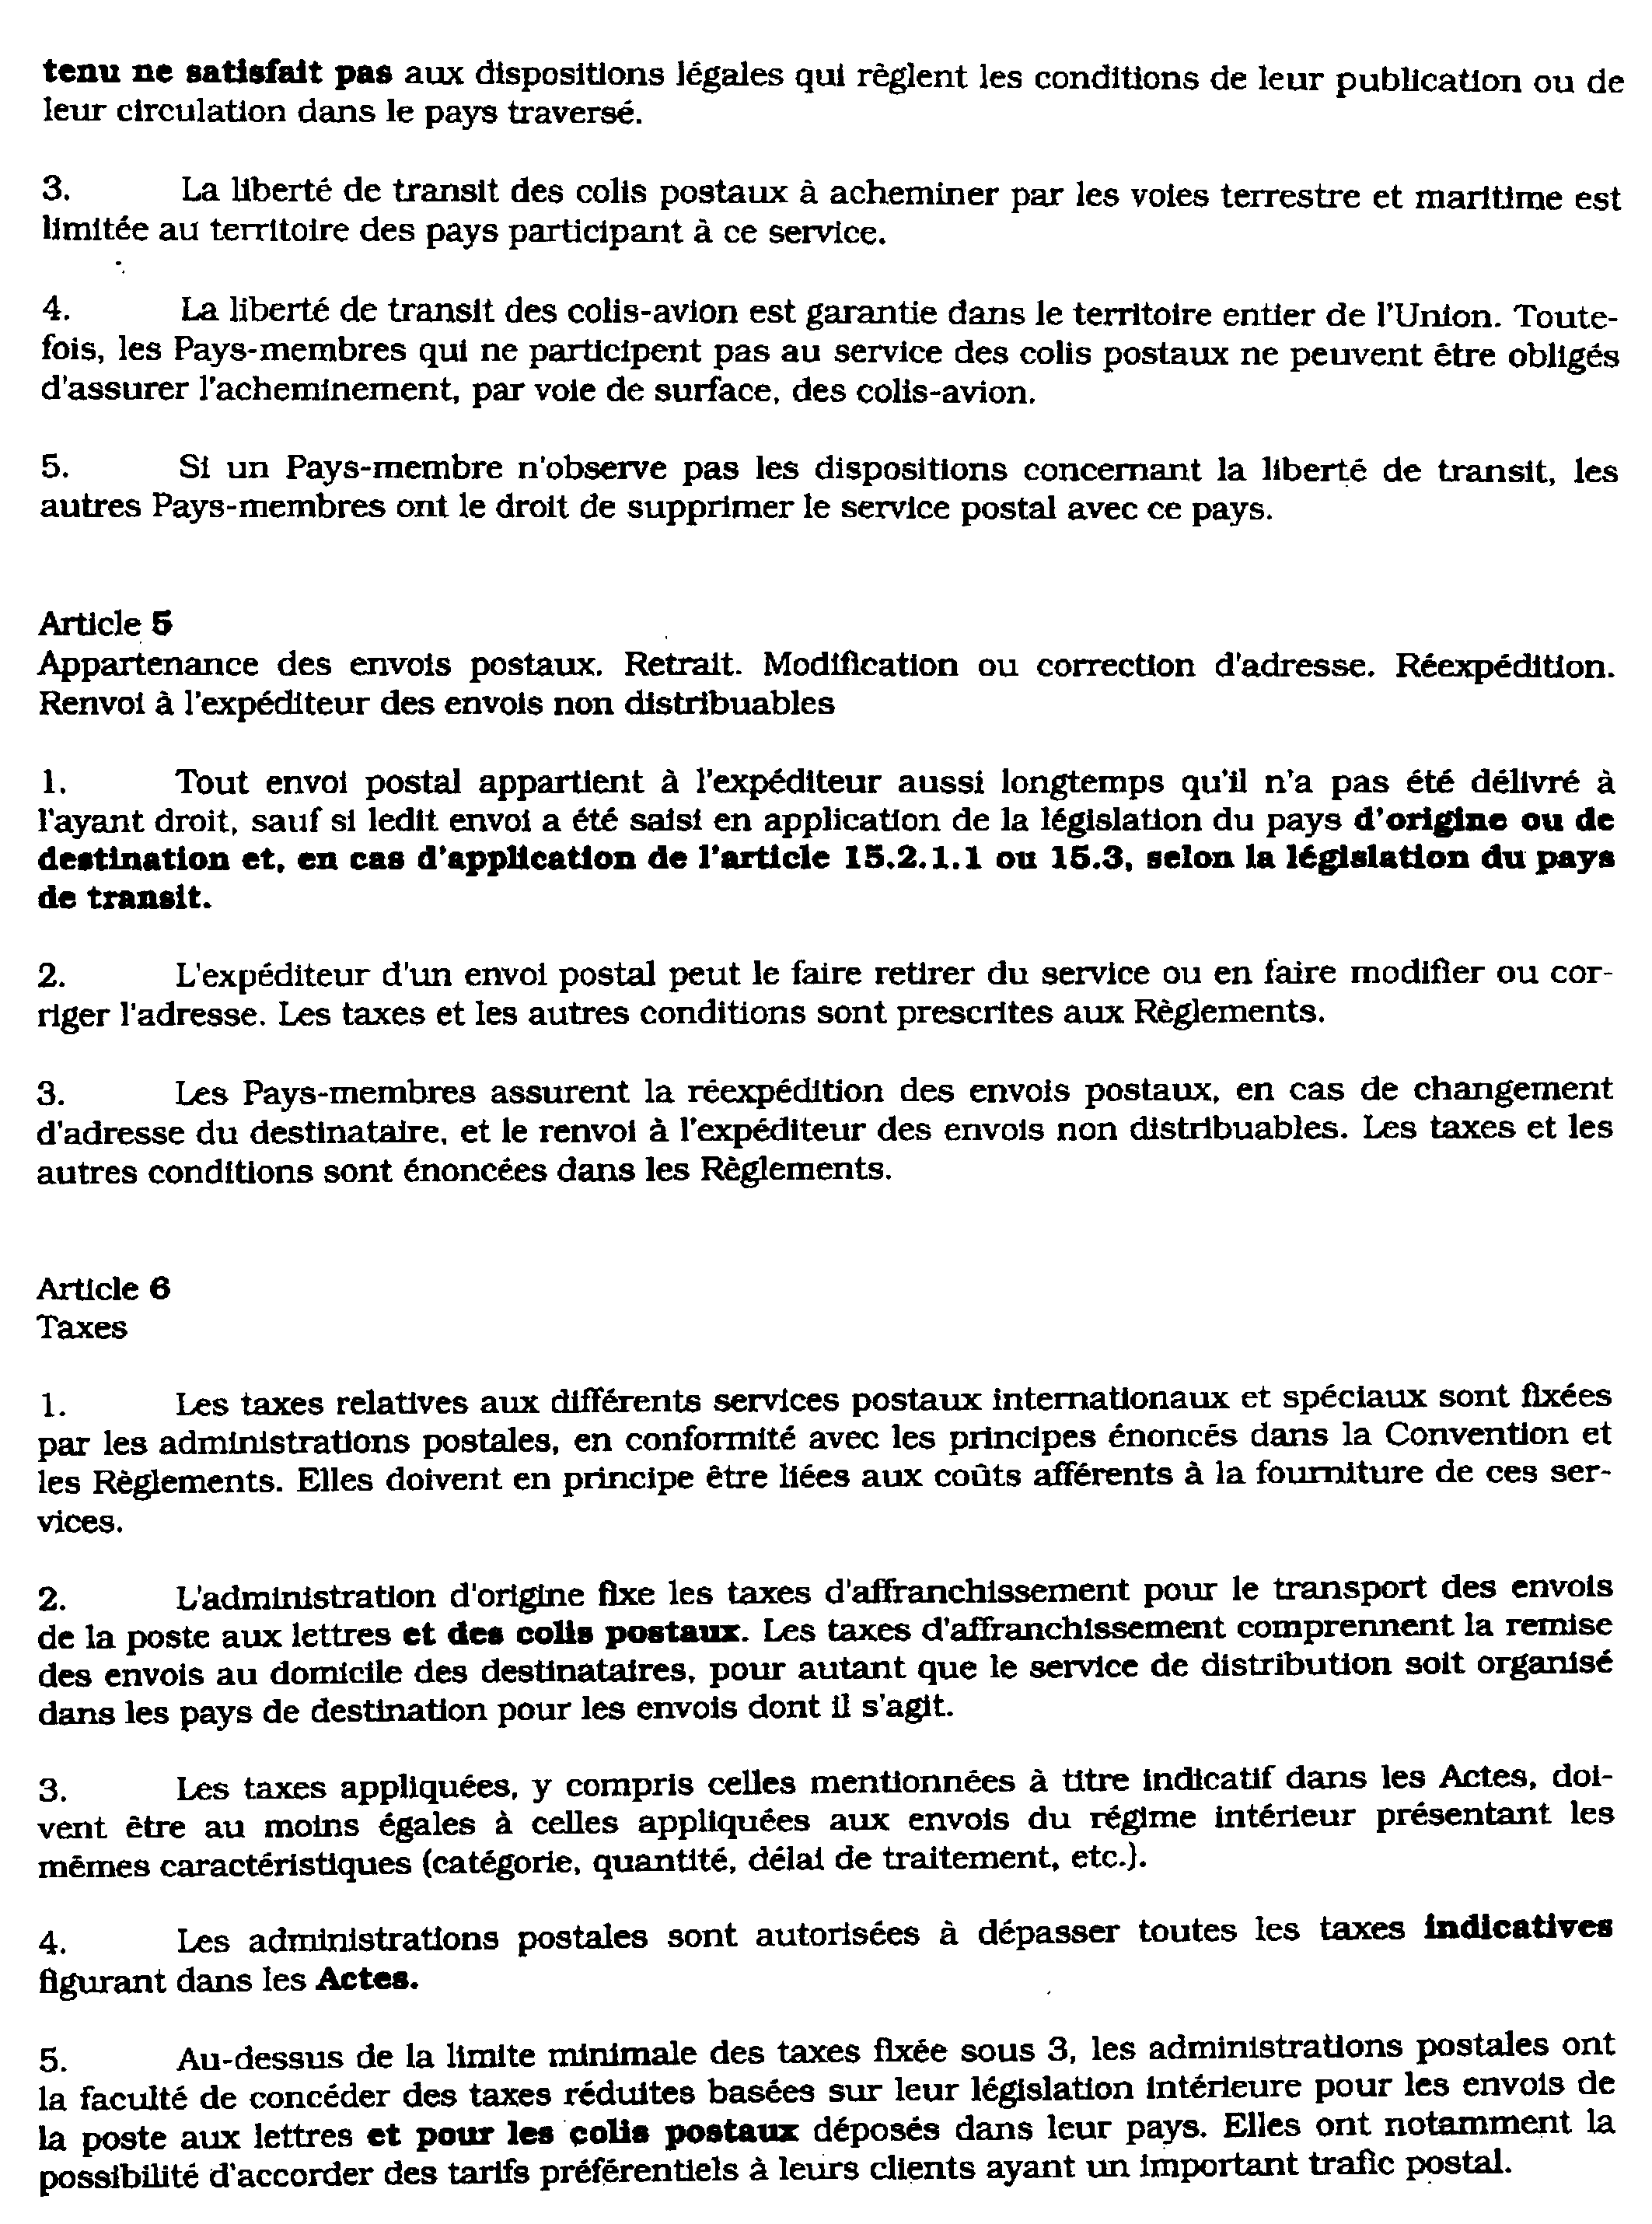 tenu ne satisfait pas aux dispositions légales qui règlent les conditions de leur publication ou de
leur circulation dans le pays traversé.
3. La liberté de transit des colis postaux à acheminer par les voies terrestre et maritime est
limitée au territoire des pays participant à ce service.
4. La liberté de transit des colis-avion est garantie dans le territoire entier de l'Union. Toute-
fois, les Pays-membres qui ne participent pas au service des colis postaux ne peuvent être obligés
d'assurer l'acheminement, par voie de surface, des colis-avion.
5. Si un Pays-membre n'observe pas les dispositions concernant la liberté de transit, les
autres Pays-membres ont le droit de supprimer le service postal avec ce pays.
Article 5
Appartenance des envois postaux. Retrait. Modification ou correction d'adresse. Réexpédition.
Renvoi à l'expéditeur des envois non distribuables
1. Tout envoi postal appartient à l'expéditeur aussi longtemps qu'il n'a pas été délivré à
l'ayant droit, sauf si ledit envoi a été saisi en application de la législation du pays d'origine ou de
destination et, en cas d'application de l'article 15.2.1.1 ou 15.3, selon la législation du pays
de transit.
2. L'expéditeur d'un envoi postal peut le faire retirer du service ou en faire modifier ou cor-
riger l'adresse. Les taxes et les autres conditions sont prescrites aux Règlements.
3. Les Pays-membres assurent la réexpédition des envois postaux, en cas de changement
d'adresse du destinataire, et le renvoi à l'expéditeur des envois non distribuables. Les taxes et les
autres conditions sont énoncées dans les Règlements.
Article 6
Taxes
1. Les taxes relatives aux différents services postaux internationaux et spéciaux sont fixées
par les administrations postales, en conformité avec les principes énoncés dans la Convention et
les Règlements. Elles doivent en principe être liées aux coûts afférents à la fourniture de ces ser-
vices.
2. L'administration d'origine fixe les taxes d'affranchissement pour le transport des envois
de la poste aux lettres et des colis postaux. Les taxes d'affranchissement comprennent la remise
des envois au domicile des destinataires, pour autant que le service de distribution soit organisé
dans les pays de destination pour les envois dont il s'agit.
3. Les taxes appliquées, y compris celles mentionnées à titre indicatif dans les Actes, doi-
vent être au moins égales à celles appliquées aux envois du régime intérieur présentant les
mêmes caractéristiques (catégorie, quantité, délai de traitement, etc.).
4. Les administrations postales sont autorisées à dépasser toutes les taxes indicatives
figurant dans les Actes.
5. Au-dessus de la limite minimale des taxes fixée sous 3, les administrations postales ont
la faculté de concéder des taxes réduites basées sur leur législation intérieure pour les envois de
la poste aux lettres et pour les colis postaux déposés dans leur pays. Elles ont notamment la
possibilité d'accorder des tarifs préférentiels à leurs clients ayant un important trafic postal.